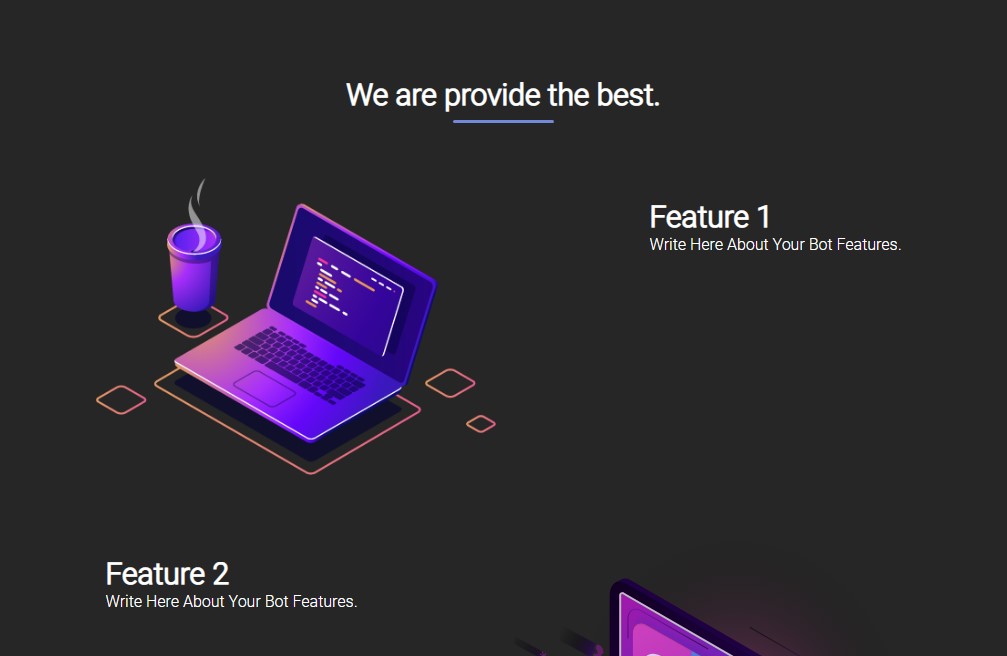 We are provide the best.
Feature 1
Write Here About Your Bot Features.
Feature 2
Write Here About Your Bot Features.